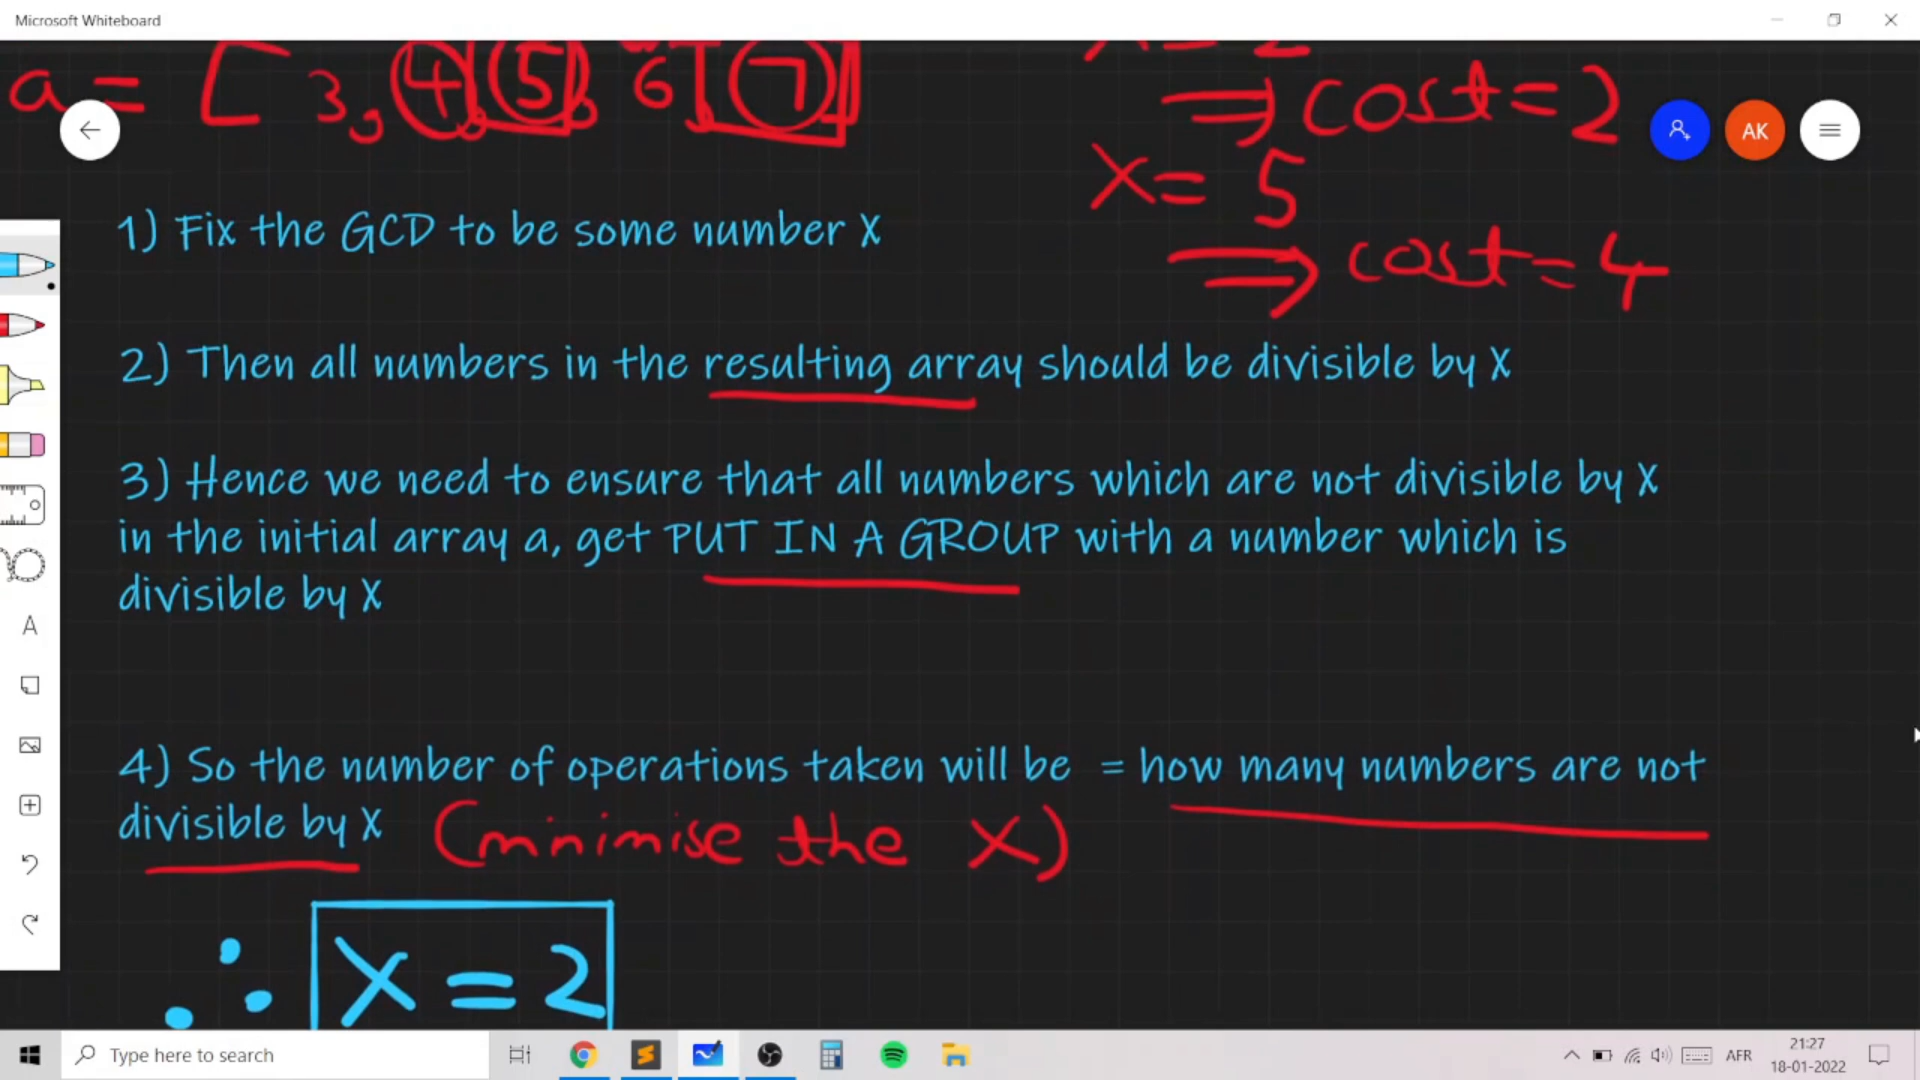 Microsoft Whiteboard
a = [ 3, 4, 5, 6, 7 ]
⇒ cost = 2
AK
X = 5
⇒ cost = 4
1) Fix the GCD to be some number X
2) Then all numbers in the resulting array should be divisible by X
3) Hence we need to ensure that all numbers which are not divisible by X
in the initial array a, get PUT IN A GROUP with a number which is
divisible by X
4) So the number of operations taken will be = how many numbers are not
divisible by X (minimise the X)
∴ X = 2
Type here to search
AFR
21:27
18-01-2022